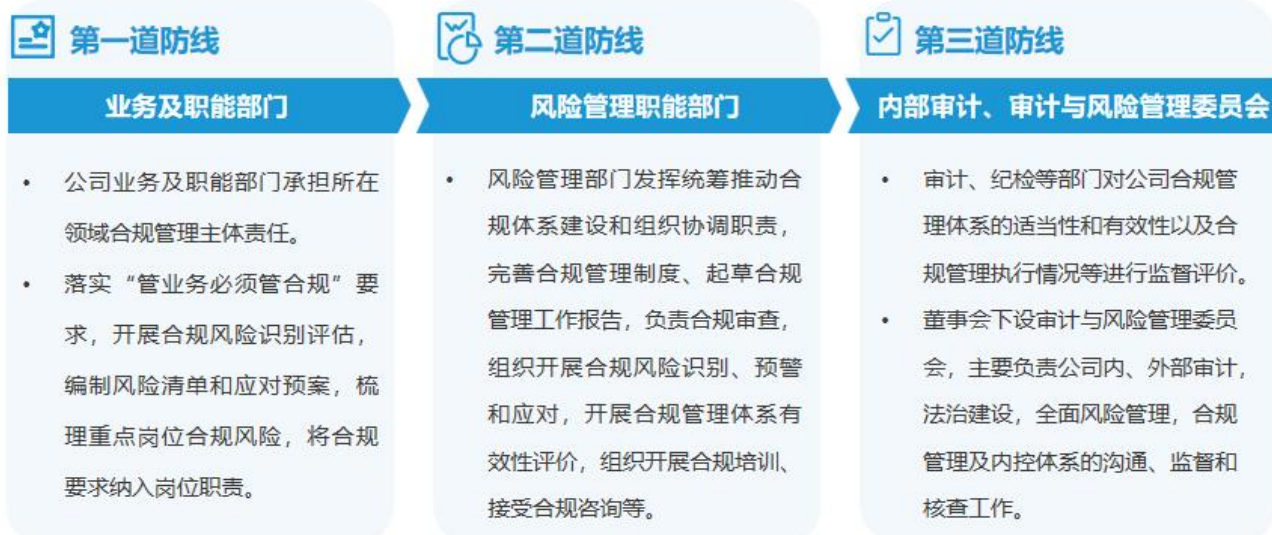 第一道防线
业务及职能部门
• 公司业务及职能部门承担所在
领域合规管理主体责任。
• 落实“管业务必须管合规”要
求，开展合规风险识别评估，
编制风险清单和应对预案，梳
理重点岗位合规风险，将合规
要求纳入岗位职责。
第二道防线
风险管理职能部门
• 风险管理部门发挥统筹推动合
规体系建设和组织协调职责，
完善合规管理制度、起草合规
管理工作报告，负责合规审查，
组织开展合规风险识别、预警
和应对，开展合规管理体系有
效性评价，组织开展合规培训、
接受合规咨询等。
第三道防线
内部审计、审计与风险管理委员会
• 审计、纪检等部门对公司合规管
理体系的适当性和有效性以及合
规管理执行情况等进行监督评价。
• 董事会下设审计与风险管理委员
会，主要负责公司内、外部审计，
法治建设，全面风险管理，合规
管理及内控体系的沟通、监督和
核查工作。